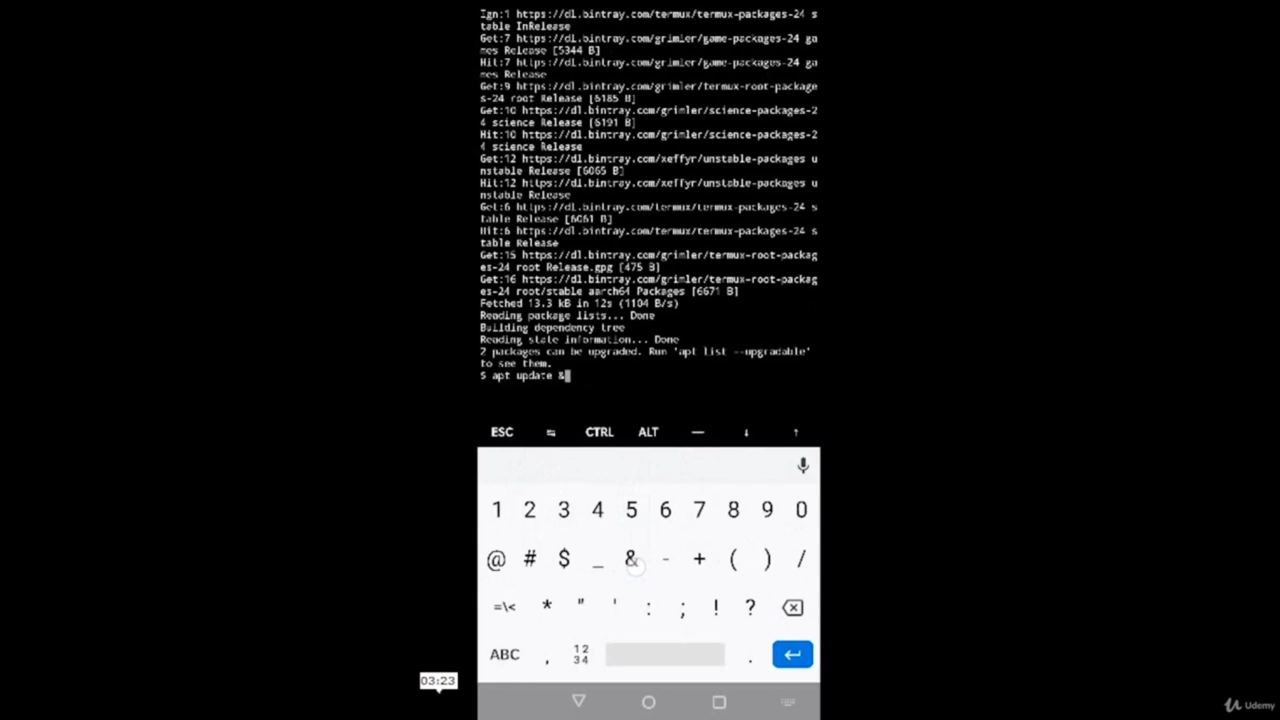 Ign:1 https://dl.bintray.com/termux/termux-packages-24 s
table InRelease
Get:7 https://dl.bintray.com/grimler/game-packages-24 ga
mes Release [5344 B]
Hit:7 https://dl.bintray.com/grimler/game-packages-24 ga
mes Release
Get:9 https://dl.bintray.com/grimler/termux-root-package
s-24 root Release [6185 B]
Get:10 https://dl.bintray.com/grimler/science-packages-2
4 science Release [6191 B]
Hit:10 https://dl.bintray.com/grimler/science-packages-2
4 science Release
Get:12 https://dl.bintray.com/xeffyr/unstable-packages u
nstable Release [6065 B]
Hit:12 https://dl.bintray.com/xeffyr/unstable-packages u
nstable Release
Get:6 https://dl.bintray.com/termux/termux-packages-24 s
table Release [6061 B]
Hit:6 https://dl.bintray.com/termux/termux-packages-24 s
table Release
Get:15 https://dl.bintray.com/grimler/termux-root-packag
es-24 root Release.gpg [475 B]
Get:16 https://dl.bintray.com/grimler/termux-root-packag
es-24 root/stable aarch64 Packages [6671 B]
Fetched 13.3 kB in 12s (1104 B/s)
Reading package lists... Done
Building dependency tree
Reading state information... Done
2 packages can be upgraded. Run 'apt list --upgradable'
to see them.
$ apt update &
ESC CTRL ALT — ↓ ↑
1 2 3 4 5 6 7 8 9 0
@ # $ _ & - + ( ) /
=\< * " ' : ; ! ?
ABC , 12 34 .
03:23
Udemy